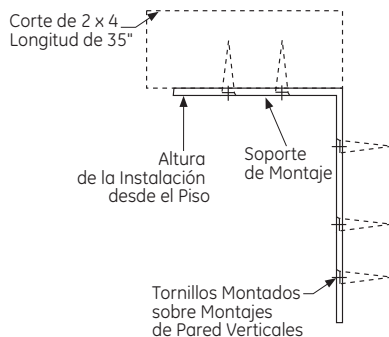 Corte de 2 x 4
Longitud de 35"
Altura
de la Instalación
desde el Piso
Soporte
de Montaje
Tornillos Montados
sobre Montajes
de Pared Verticales